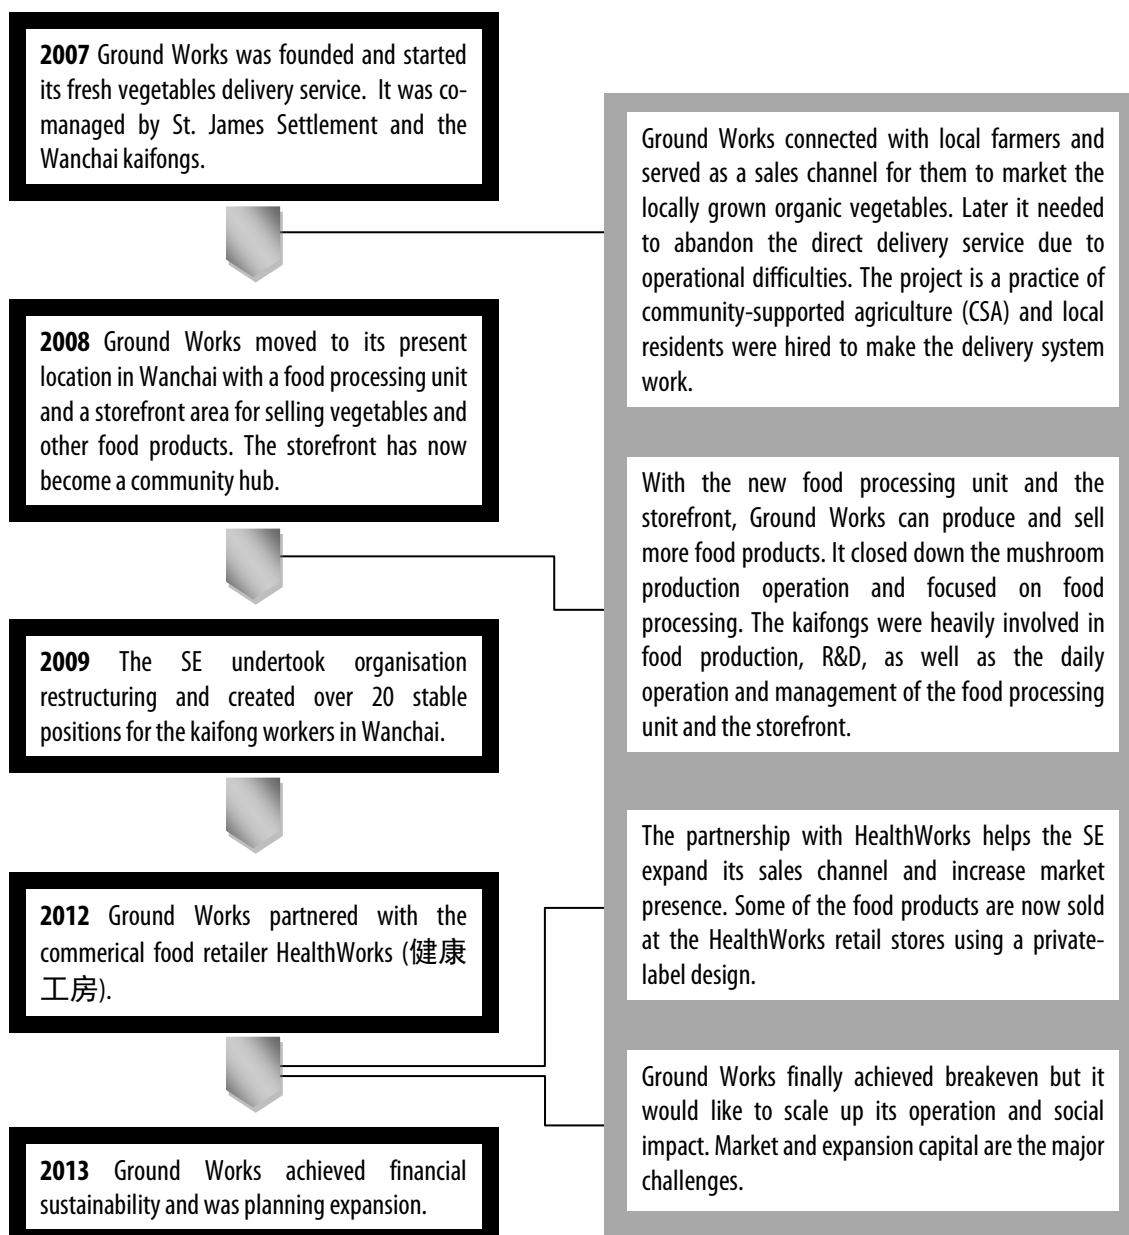 2007 Ground Works was founded and started
its fresh vegetables delivery service. It was co-
managed by St. James Settlement and the
Wanchai kaifongs.
Ground Works connected with local farmers and
served as a sales channel for them to market the
locally grown organic vegetables. Later it needed
to abandon the direct delivery service due to
operational difficulties. The project is a practice of
community-supported agriculture (CSA) and local
residents were hired to make the delivery system
work.
2008 Ground Works moved to its present
location in Wanchai with a food processing unit
and a storefront area for selling vegetables and
other food products. The storefront has now
become a community hub.
With the new food processing unit and the
storefront, Ground Works can produce and sell
more food products. It closed down the mushroom
production operation and focused on food
processing. The kaifongs were heavily involved in
food production, R&D, as well as the daily
operation and management of the food processing
unit and the storefront.
2009 The SE undertook organisation
restructuring and created over 20 stable
positions for the kaifong workers in Wanchai.
The partnership with HealthWorks helps the SE
expand its sales channel and increase market
presence. Some of the food products are now sold
at the HealthWorks retail stores using a private-
label design.
2012 Ground Works partnered with the
commerical food retailer HealthWorks (健康
工房).
Ground Works finally achieved breakeven but it
would like to scale up its operation and social
impact. Market and expansion capital are the major
challenges.
2013 Ground Works achieved financial
sustainability and was planning expansion.